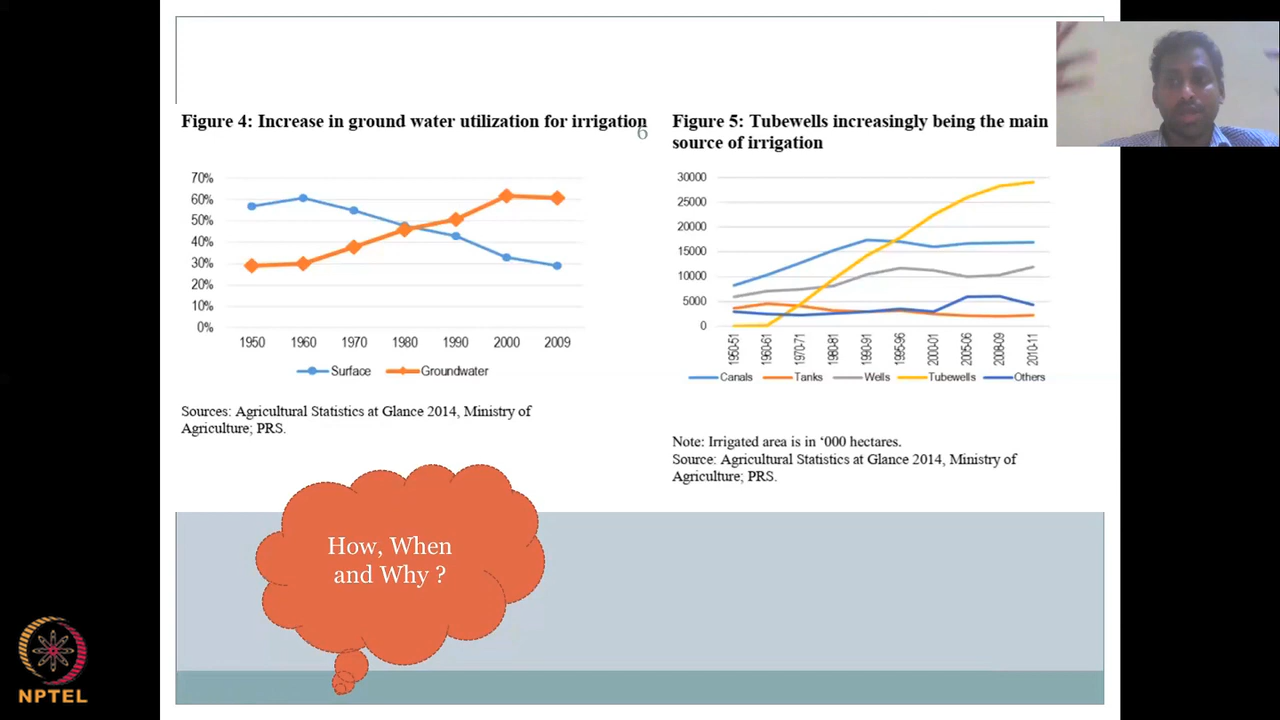 Figure 4: Increase in ground water utilization for irrigation
6
70%
60%
50%
40%
30%
20%
10%
0%
1950 1960 1970 1980 1990 2000 2009
Surface Groundwater
Sources: Agricultural Statistics at Glance 2014, Ministry of
Agriculture; PRS.
Figure 5: Tubewells increasingly being the main
source of irrigation
30000
25000
20000
15000
10000
5000
0
1950-51 1960-61 1970-71 1980-81 1990-91 1995-96 2000-01 2005-06 2008-09 2010-11
Canals Tanks Wells Tubewells Others
Note: Irrigated area is in ‘000 hectares.
Source: Agricultural Statistics at Glance 2014, Ministry of
Agriculture; PRS.
How, When
and Why ?
NPTEL